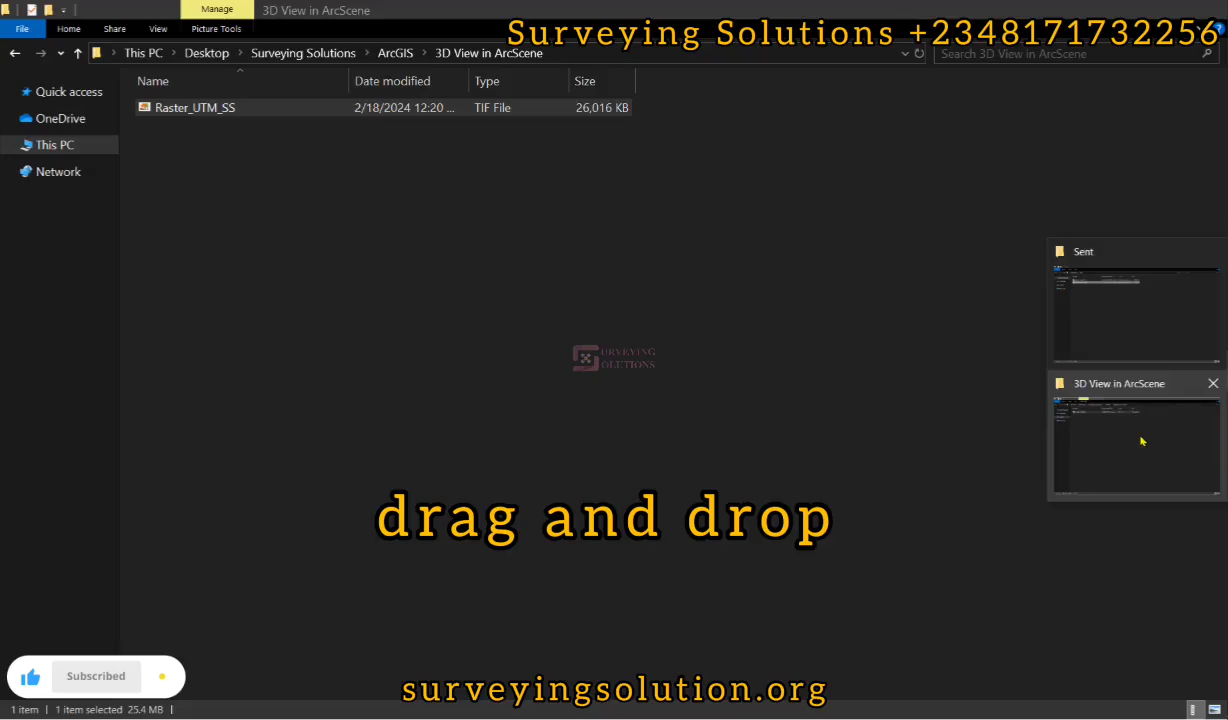 Manage
3D View in ArcScene
File
Home
Share
View
Picture Tools
Surveying Solutions +2348171732256
This PC
Desktop
Surveying Solutions
ArcGIS
3D View in ArcScene
Search 3D View in ArcScene
Name
Date modified
Type
Size
Quick access
OneDrive
This PC
Network
Raster_UTM_SS
2/18/2024 12:20 ...
TIF File
26,016 KB
Sent
3D View in ArcScene
SURVEYING
SOLUTIONS
drag and drop
Subscribed
surveyingsolution.org
1 item
1 item selected 25.4 MB